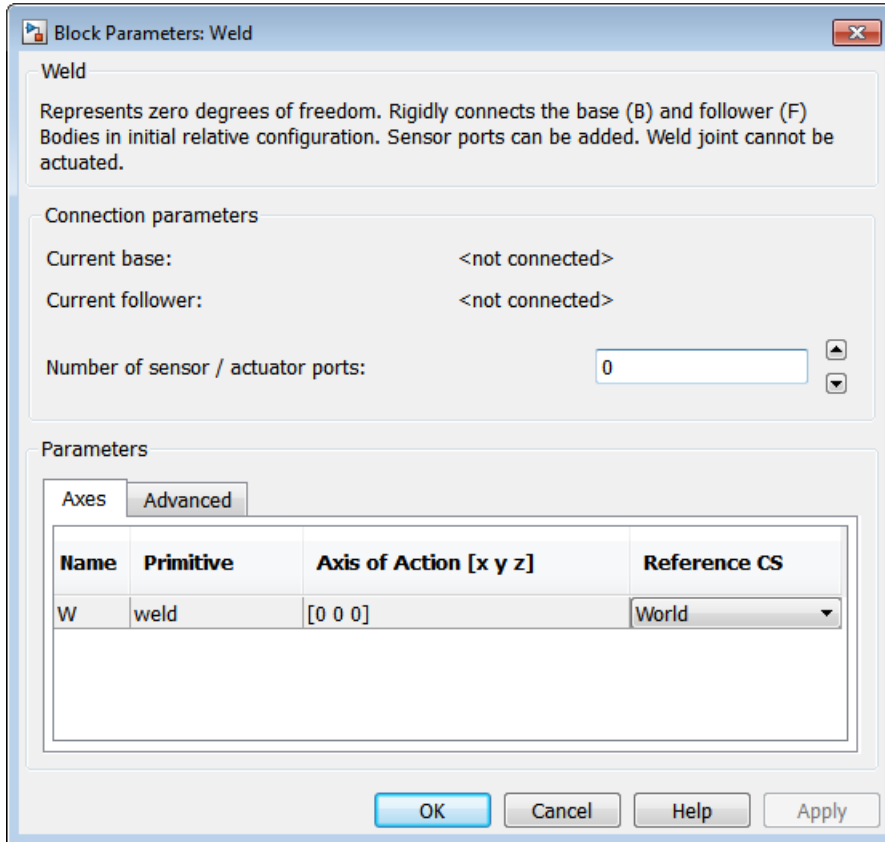 Block Parameters: Weld
Weld
Represents zero degrees of freedom. Rigidly connects the base (B) and follower (F)
Bodies in initial relative configuration. Sensor ports can be added. Weld joint cannot be
actuated.
Connection parameters
Current base: <not connected>
Current follower: <not connected>
Number of sensor / actuator ports: 0
Parameters
Axes Advanced
Name Primitive Axis of Action [x y z] Reference CS
W weld [0 0 0] World
OK Cancel Help Apply